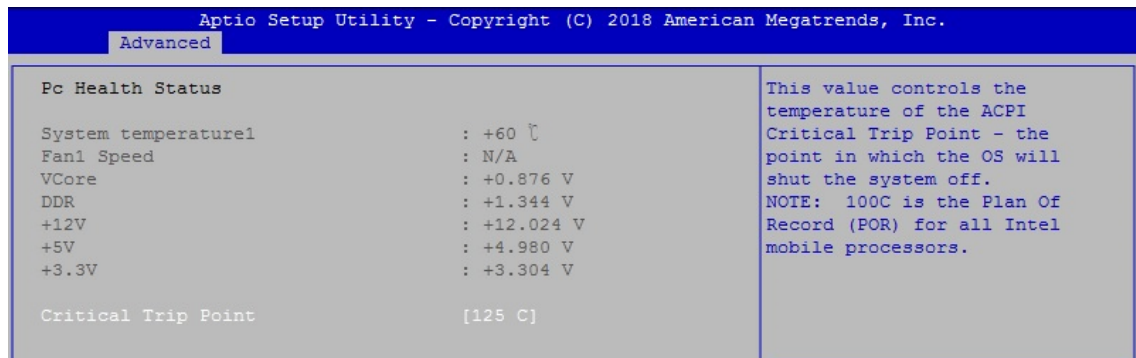 Aptio Setup Utility - Copyright (C) 2018 American Megatrends, Inc.
Advanced
Pc Health Status
System temperature1 : +60 ℃
Fan1 Speed : N/A
VCore : +0.876 V
DDR : +1.344 V
+12V : +12.024 V
+5V : +4.980 V
+3.3V : +3.304 V
Critical Trip Point [125 C]
This value controls the
temperature of the ACPI
Critical Trip Point - the
point in which the OS will
shut the system off.
NOTE: 100C is the Plan Of
Record (POR) for all Intel
mobile processors.